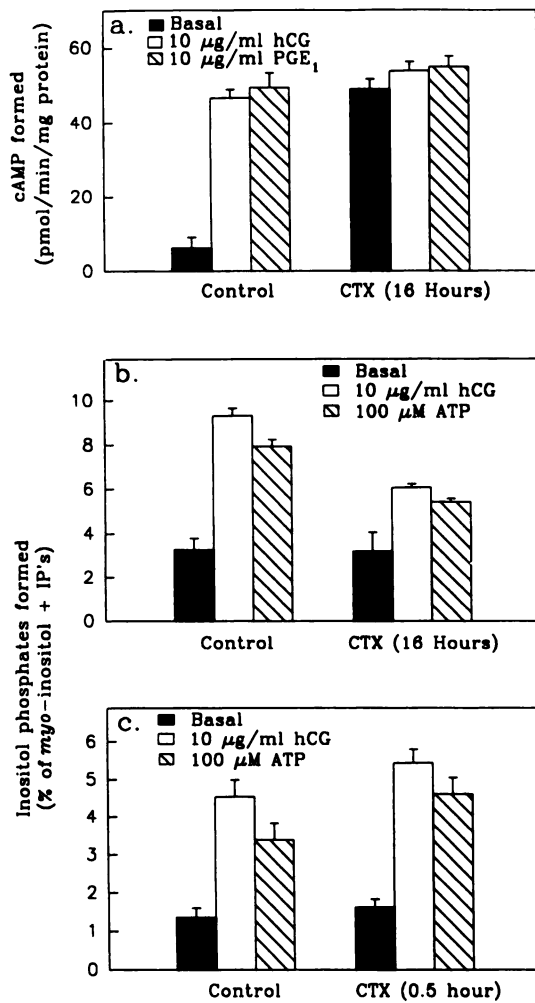 a.
Basal
10 μg/ml hCG
10 μg/ml PGE₁
cAMP formed
(pmol/min/mg protein)
60
40
20
0
Control
CTX (16 Hours)
b.
Basal
10 μg/ml hCG
100 μM ATP
10
8
6
4
2
0
Control
CTX (16 Hours)
Inositol phosphates formed
(% of myo-inositol + IP's)
c.
Basal
10 μg/ml hCG
100 μM ATP
6
5
4
3
2
1
0
Control
CTX (0.5 hour)